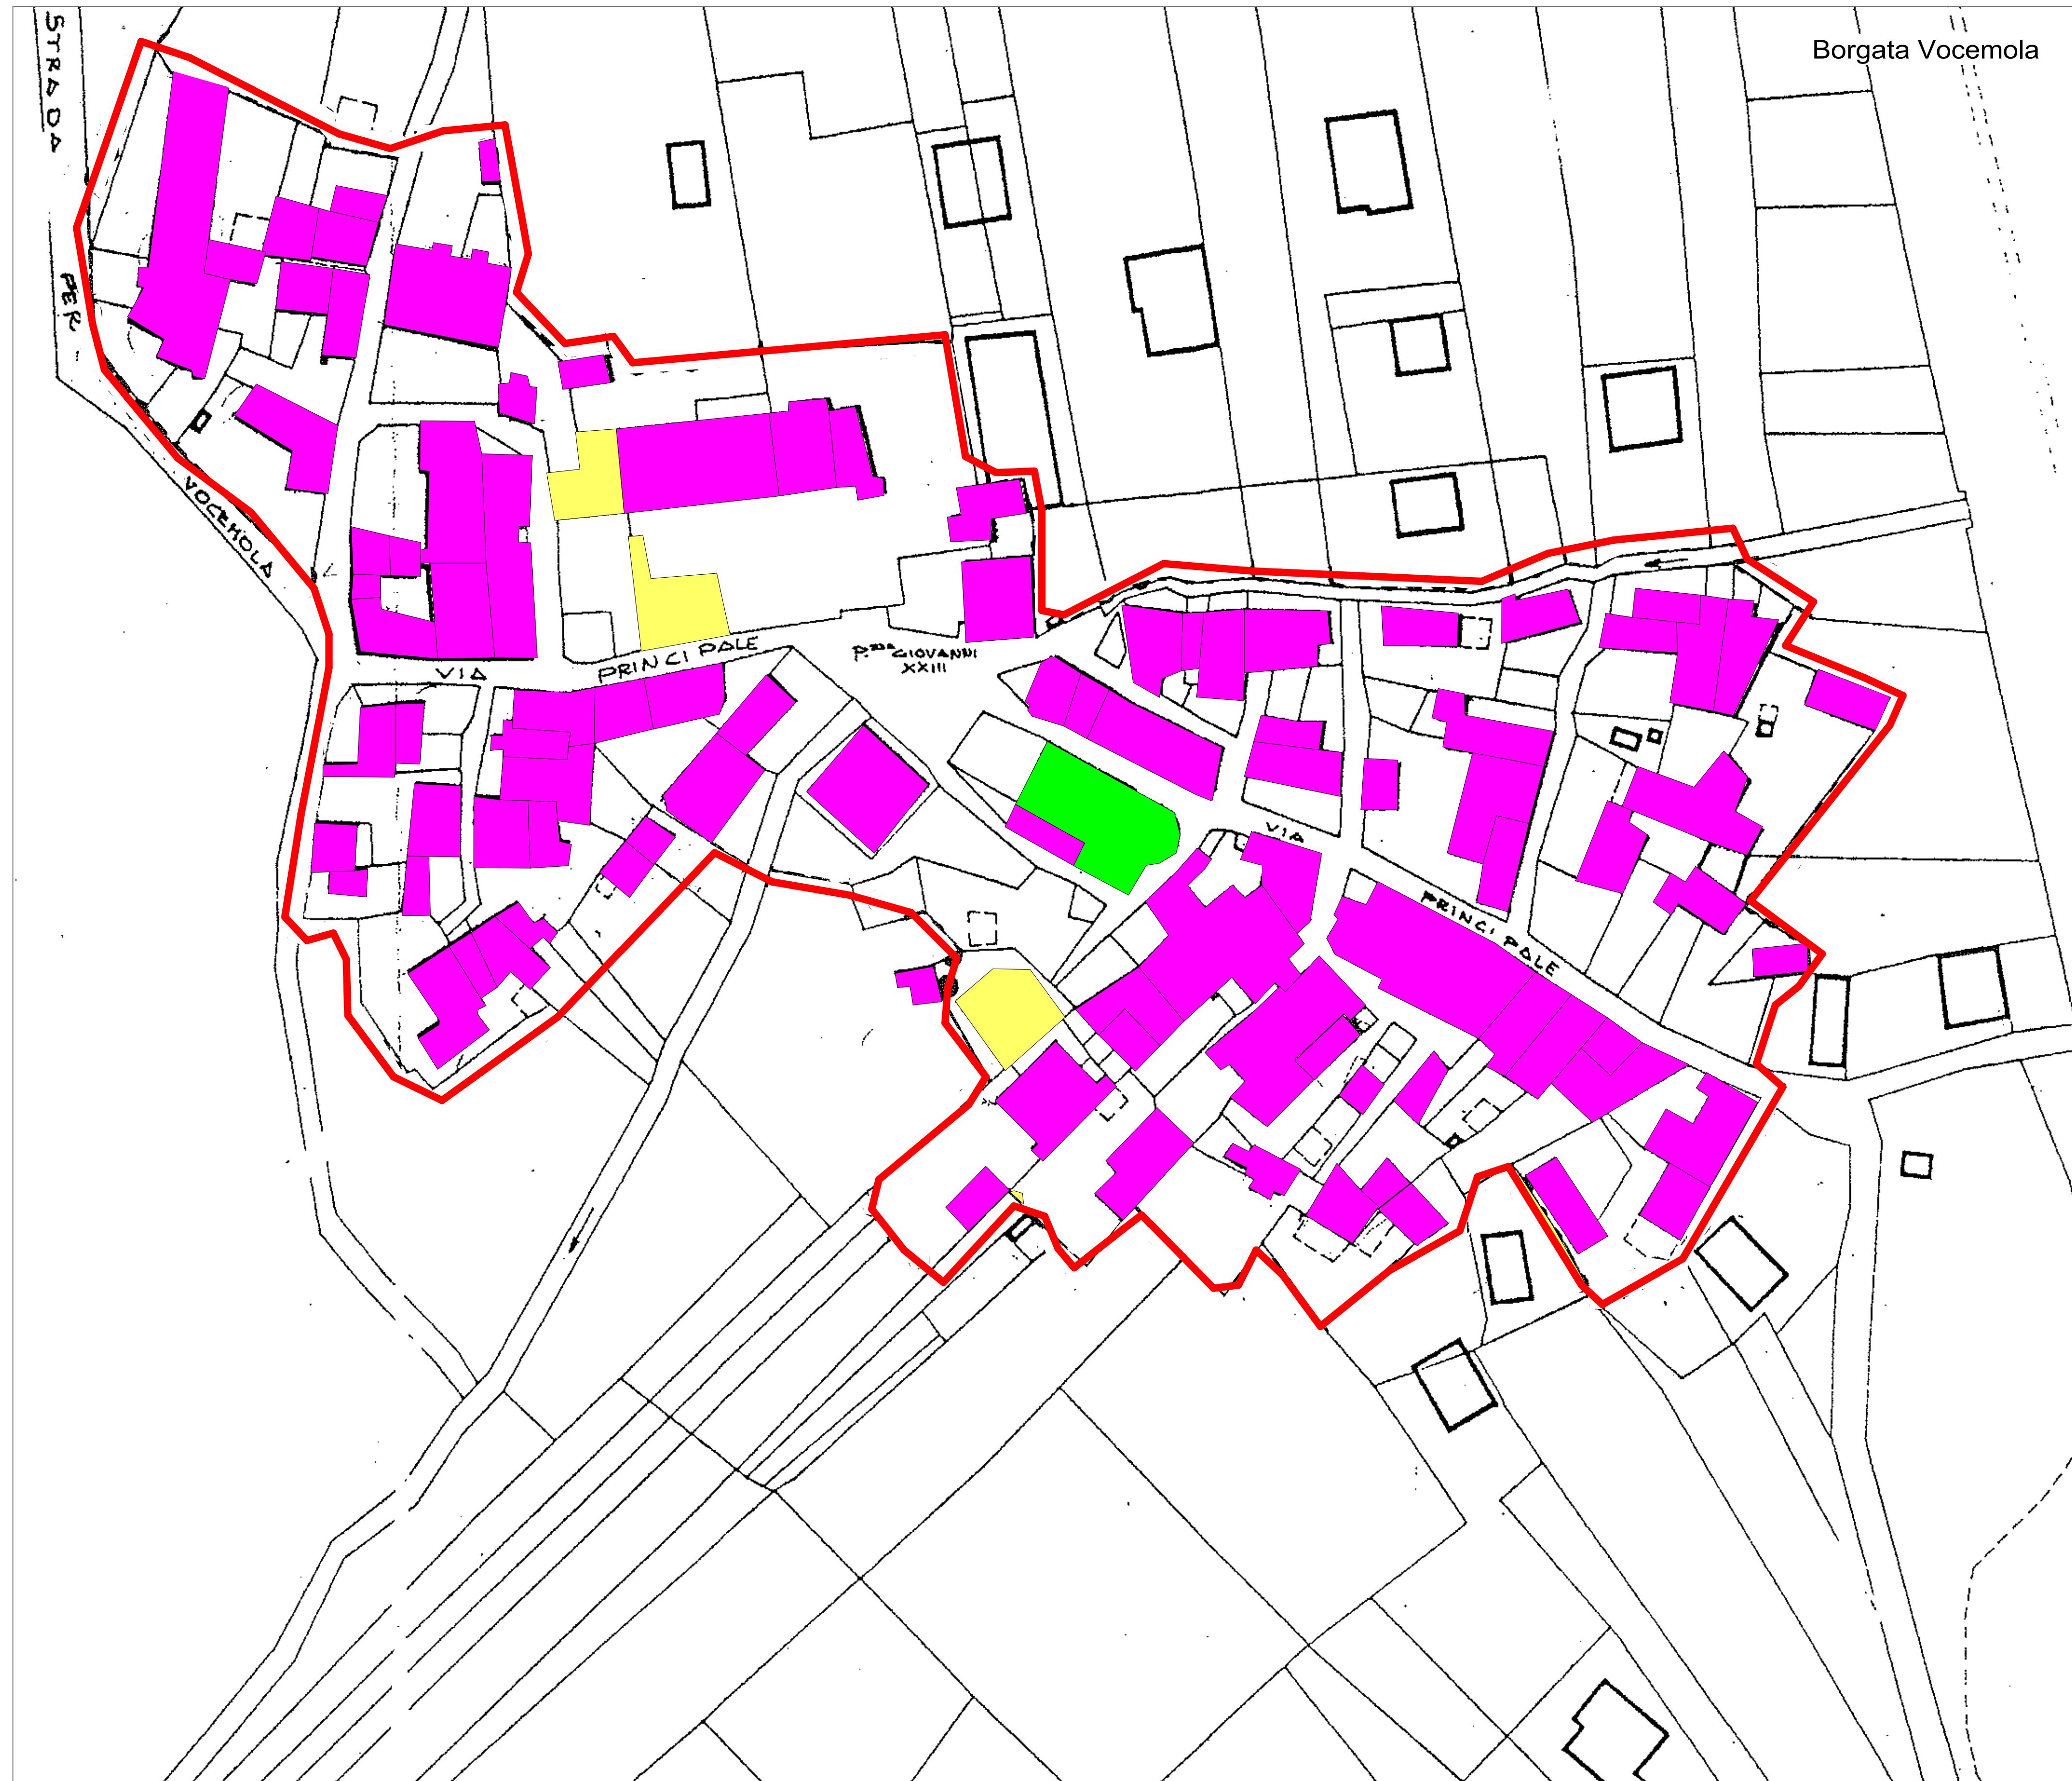 Borgata Vocemola
STRADA
PER
VOCEMOLA
VIA
PRINCIPALE
P.zza GIOVANNI
XXIII
VIA
PRINCIPALE